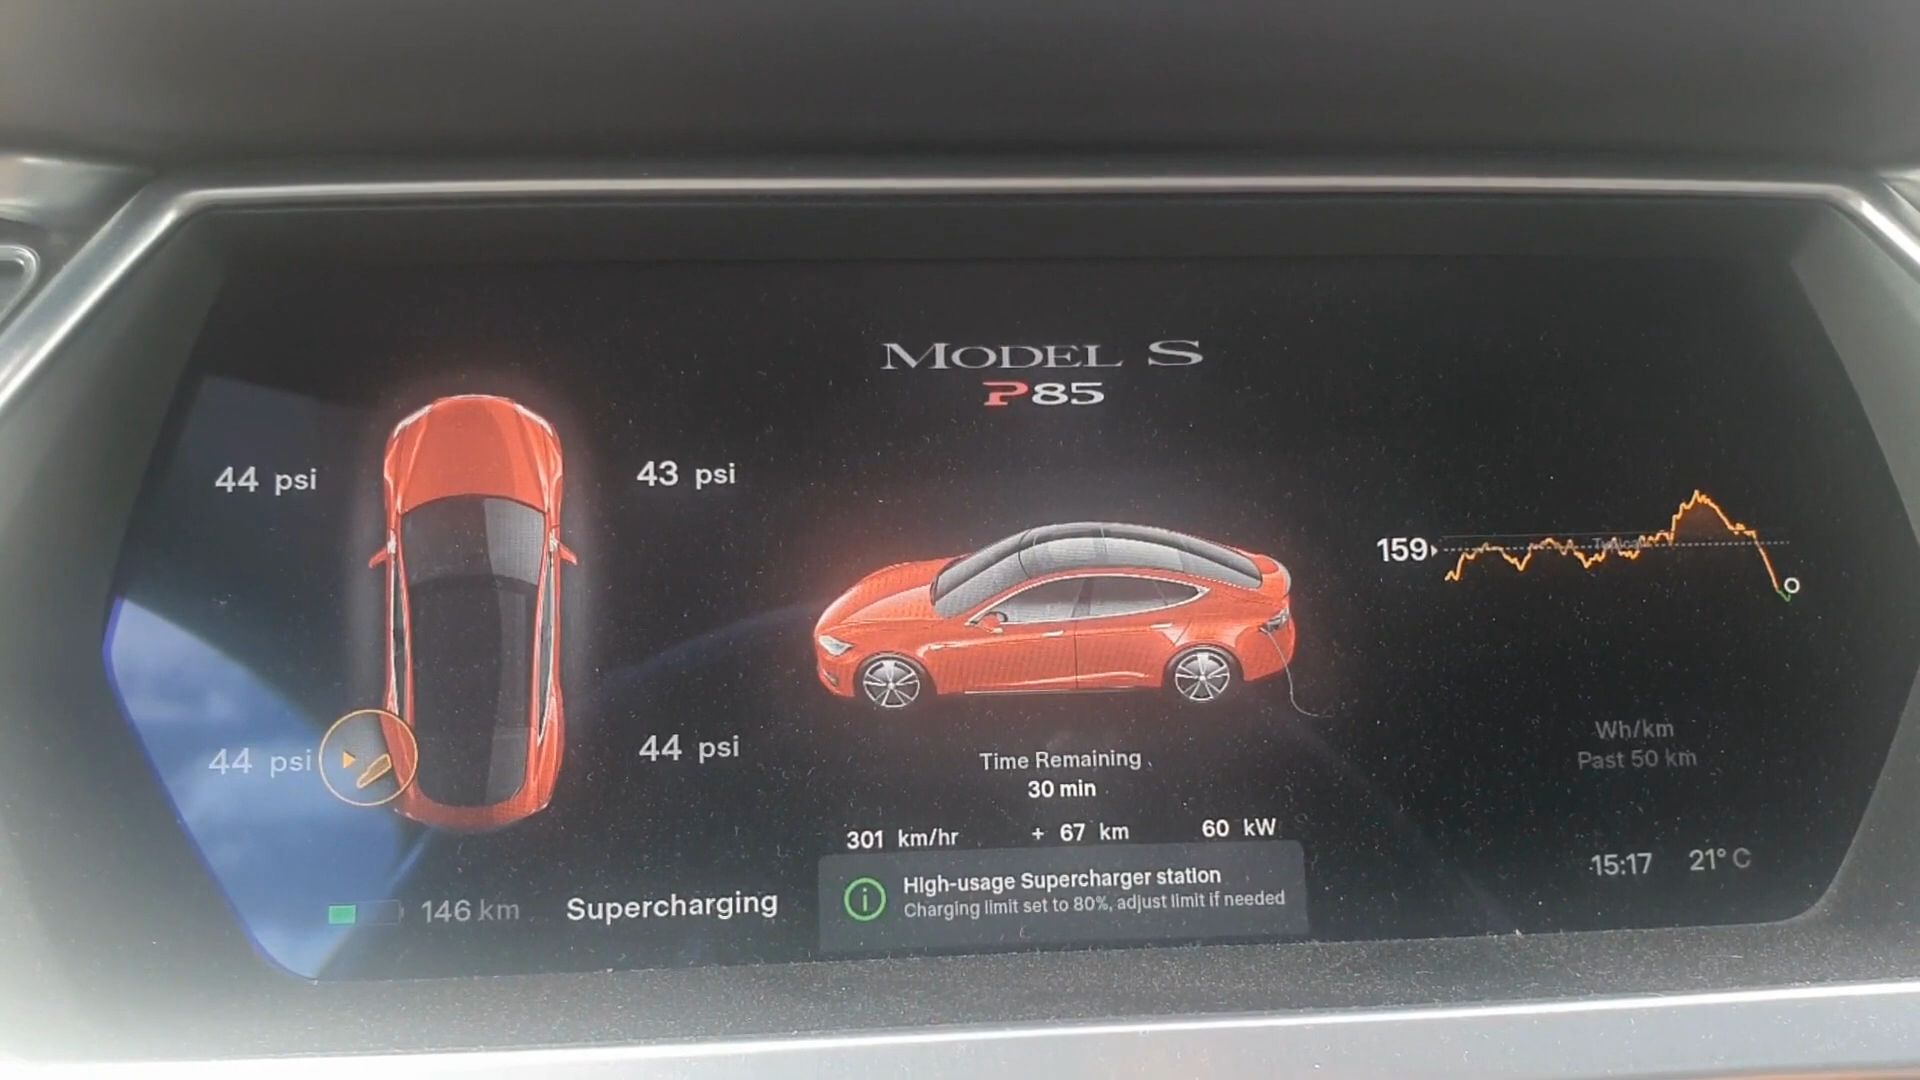 MODEL S
P85
44 psi
43 psi
159
Typical
0
44 psi
44 psi
Time Remaining
30 min
301 km/hr
+ 67 km
60 kW
Wh/km
Past 50 km
15:17
21° C
146 km
Supercharging
High-usage Supercharger station
Charging limit set to 80%, adjust limit if needed